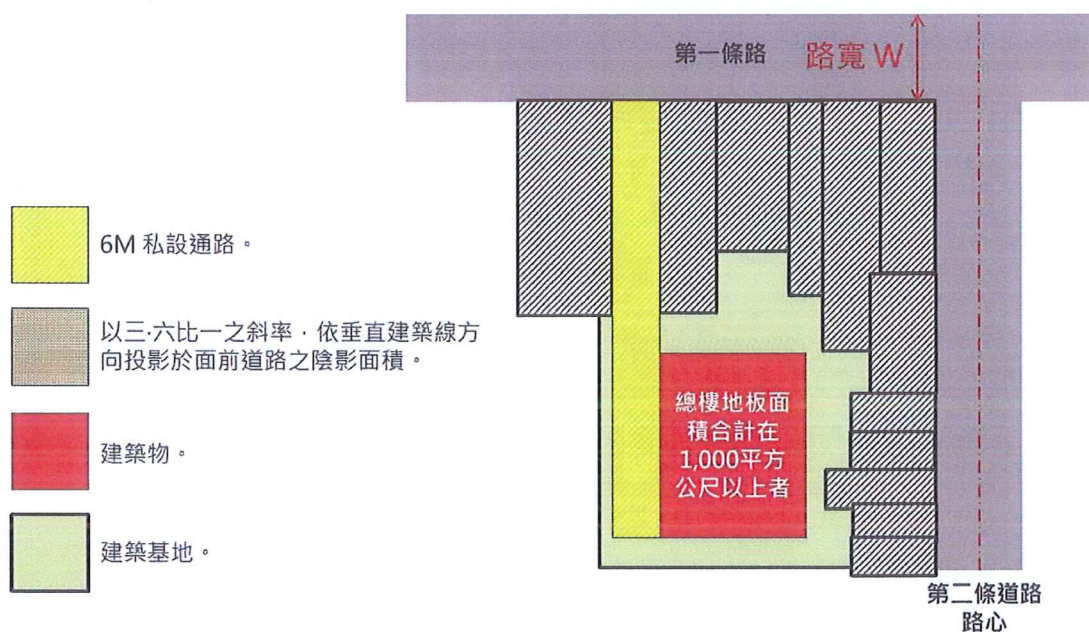 第一條路
路寬 W
6M 私設通路。
以三·六比一之斜率，依垂直建築線方
向投影於面前道路之陰影面積。
建築物。
建築基地。
總樓地板面
積合計在
1,000平方
公尺以上者
第二條道路
路心